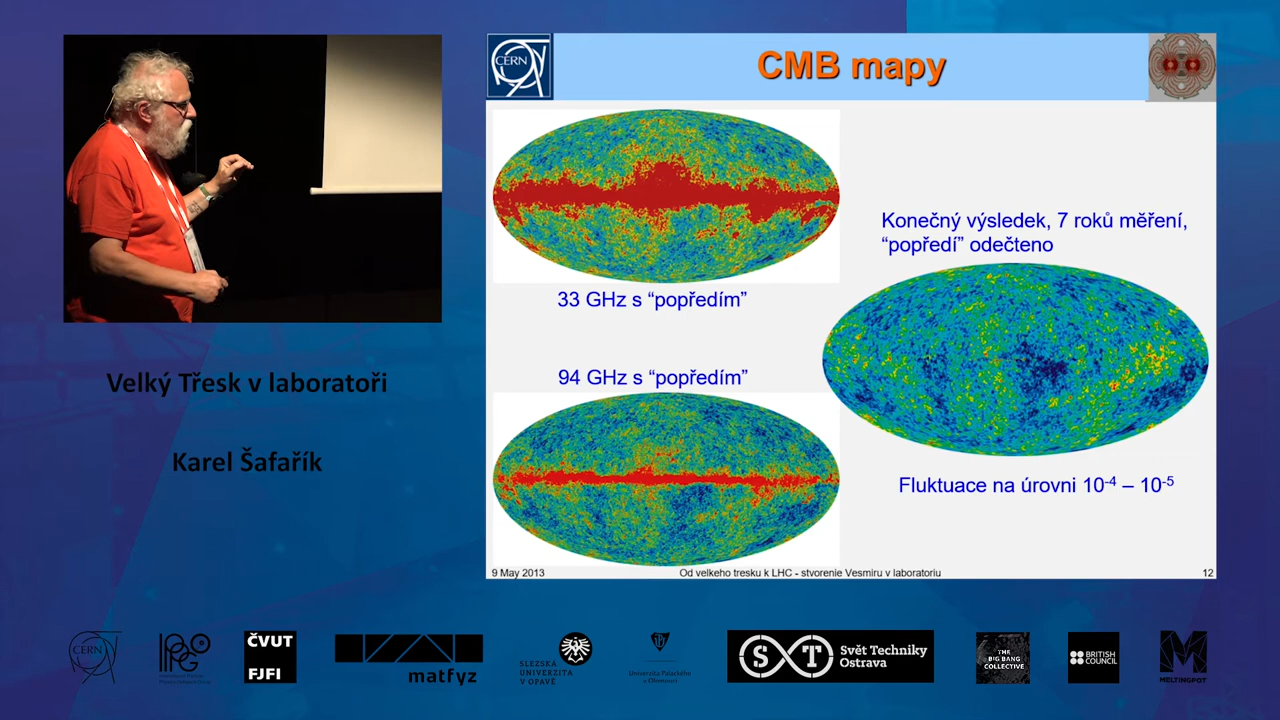 CERN
CMB mapy
Konečný výsledek, 7 roků měření,
“popředí” odečteno
33 GHz s “popředím”
94 GHz s “popředím”
Fluktuace na úrovni 10⁻⁴ – 10⁻⁵
9 May 2013
Od velkeho tresku k LHC - stvorenie Vesmiru v laboratoriu
12
Velký Třesk v laboratoři
Karel Šafařík
CERN
IPPOG
ČVUT
FJFI
matfyz
SLEZSKÁ
UNIVERZITA
V OPAVĚ
Univerzita Palackého
v Olomouci
Svět Techniky
Ostrava
THE
BIG BANG
COLLECTIVE
BRITISH
COUNCIL
MELTINGPOT